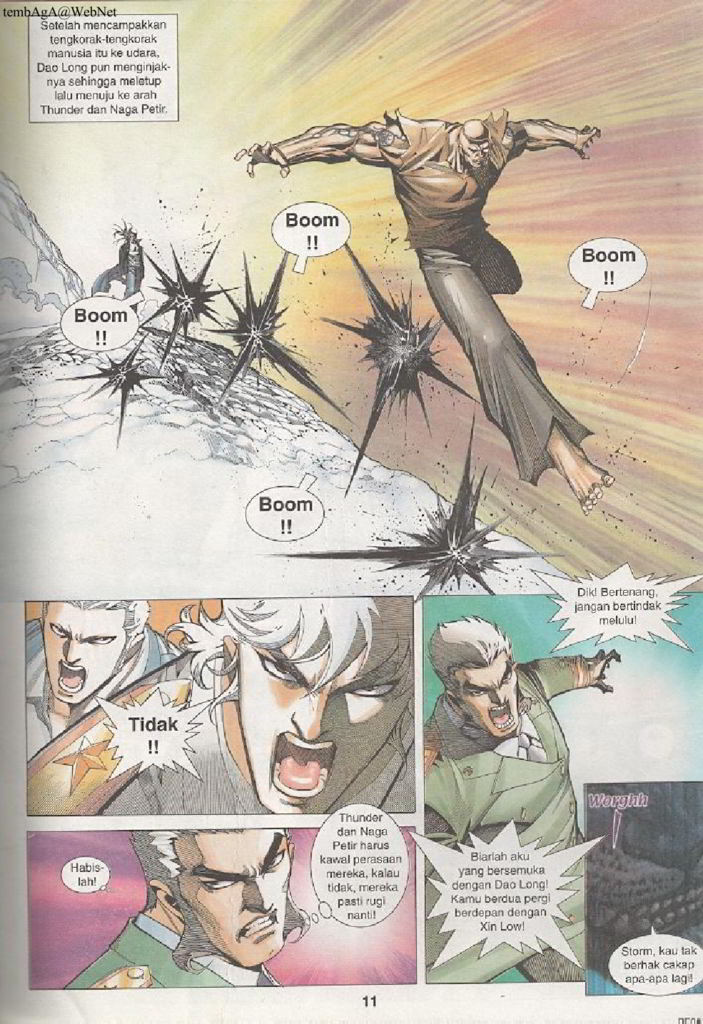 tembAgA@WebNet
Setelah mencampakkan
tengkorak-tengkorak
manusia itu ke udara,
Dao Long pun menginjak-
nya sehingga meletup
lalu menuju ke arah
Thunder dan Naga Petir.
Boom
!!
Boom
!!
Boom
!!
Boom
!!
Tidak
!!
Dik! Bertenang,
jangan bertindak
melulu!
Habis-
lah!
Thunder
dan Naga
Petir harus
kawal perasaan
mereka, kalau
tidak, mereka
pasti rugi
nanti!
Biarlah aku
yang bersemuka
dengan Dao Long!
Kamu berdua pergi
berdepan dengan
Xin Low!
Worghh
Storm, kau tak
berhak cakap
apa-apa lagi!
11